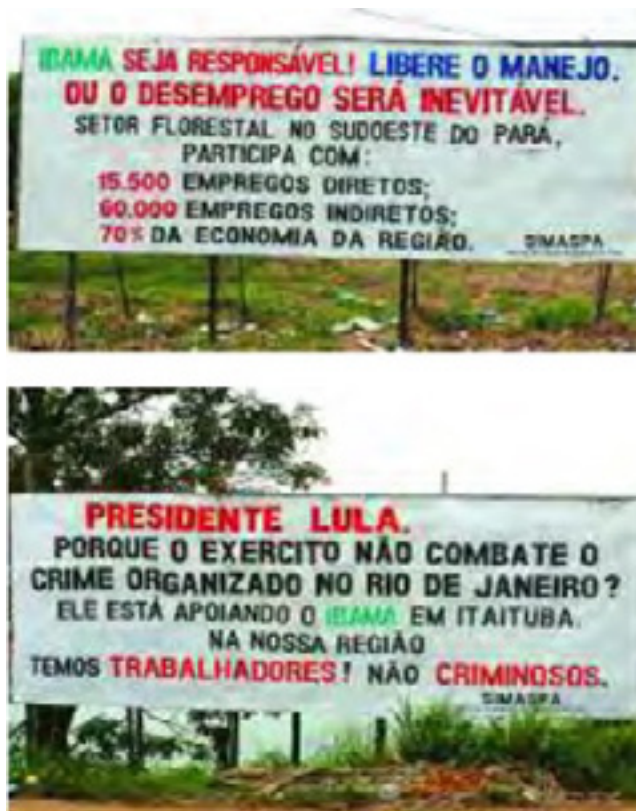 IBAMA SEJA RESPONSÁVEL! LIBERE O MANEJO.
OU O DESEMPREGO SERÁ INEVITÁVEL.
SETOR FLORESTAL NO SUDOESTE DO PARÁ,
PARTICIPA COM:
15.500 EMPREGOS DIRETOS;
60.000 EMPREGOS INDIRETOS;
70% DA ECONOMIA DA REGIÃO. SIMASPA
PRESIDENTE LULA.
PORQUE O EXERCITO NÃO COMBATE O
CRIME ORGANIZADO NO RIO DE JANEIRO?
ELE ESTÁ APOIANDO O IBAMA EM ITAITUBA.
NA NOSSA REGIÃO
TEMOS TRABALHADORES! NÃO CRIMINOSOS.
SIMASPA